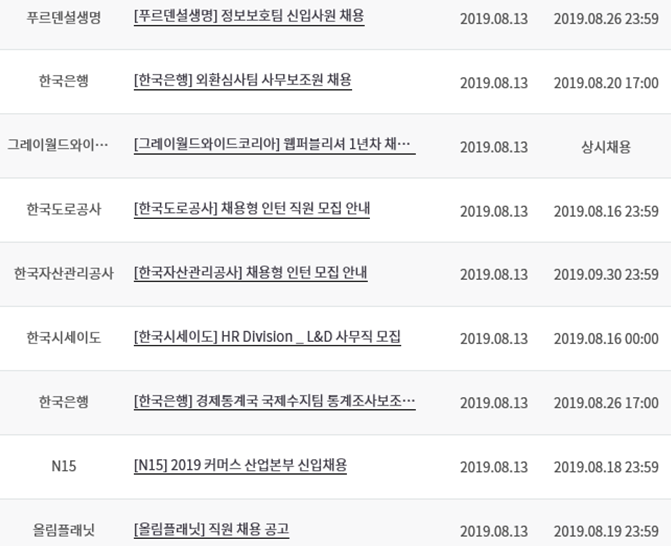 푸르덴셜생명 [푸르덴셜생명] 정보보호팀 신입사원 채용 2019.08.13 2019.08.26 23:59
한국은행 [한국은행] 외환심사팀 사무보조원 채용 2019.08.13 2019.08.20 17:00
그레이월드와이… [그레이월드와이드코리아] 웹퍼블리셔 1년차 채… 2019.08.13 상시채용
한국도로공사 [한국도로공사] 채용형 인턴 직원 모집 안내 2019.08.13 2019.08.16 23:59
한국자산관리공사 [한국자산관리공사] 채용형 인턴 모집 안내 2019.08.13 2019.09.30 23:59
한국시세이도 [한국시세이도] HR Division _ L&D 사무직 모집 2019.08.13 2019.08.16 00:00
한국은행 [한국은행] 경제통계국 국제수지팀 통계조사보조… 2019.08.13 2019.08.26 17:00
N15 [N15] 2019 커머스 산업본부 신입채용 2019.08.13 2019.08.18 23:59
올림플래닛 [올림플래닛] 직원 채용 공고 2019.08.13 2019.08.19 23:59